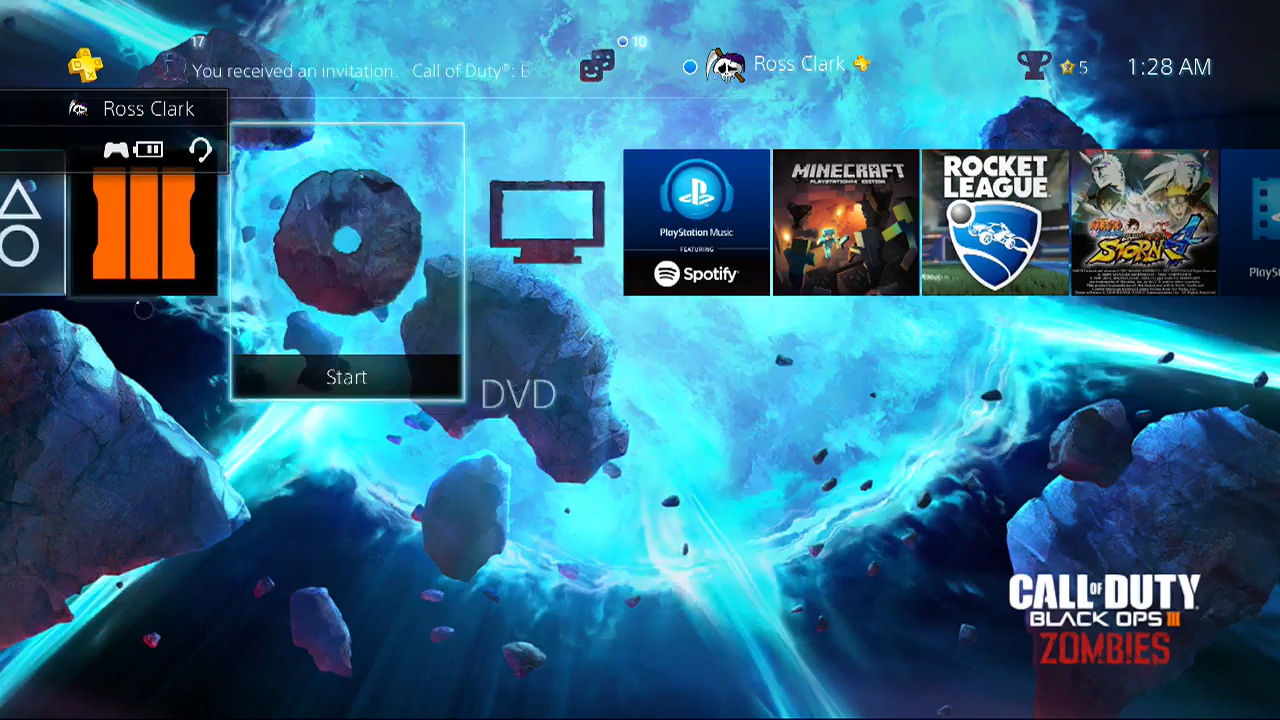 17
You received an invitation. Call of Duty®: E
10
Ross Clark
5
1:28 AM
Ross Clark
Start
DVD
PlayStation Music
FEATURING
Spotify
MINECRAFT
PLAYSTATION 4 EDITION
ROCKET
LEAGUE
NARUTO
STORM 4
PlaySt
CALL OF DUTY
BLACK OPS III
ZOMBIES